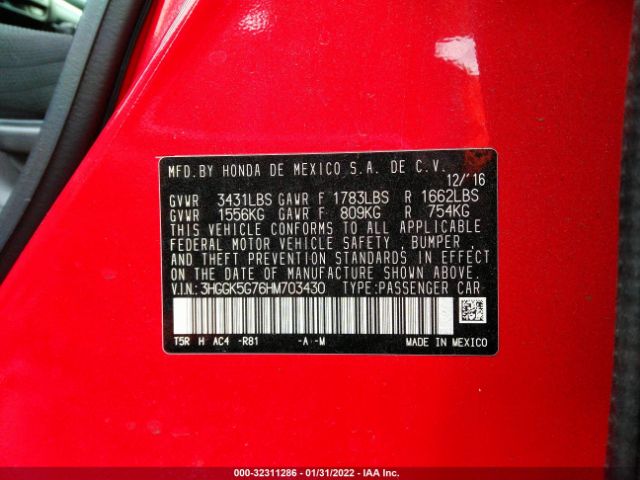 MFD.BY HONDA DE MEXICO S.A. DE C.V.
12/'16
GVWR 3431LBS GAWR F 1783LBS R 1662LBS
GVWR 1556KG GAWR F 809KG R 754KG
THIS VEHICLE CONFORMS TO ALL APPLICABLE
FEDERAL MOTOR VEHICLE SAFETY , BUMPER ,
AND THEFT PREVENTION STANDARDS IN EFFECT
ON THE DATE OF MANUFACTURE SHOWN ABOVE.
V.I.N.: 3HGGK5G76HM703430 TYPE:PASSENGER CAR
T5R H AC4 -R81 -A -M MADE IN MEXICO
000-32311286 - 01/31/2022 - IAA Inc.